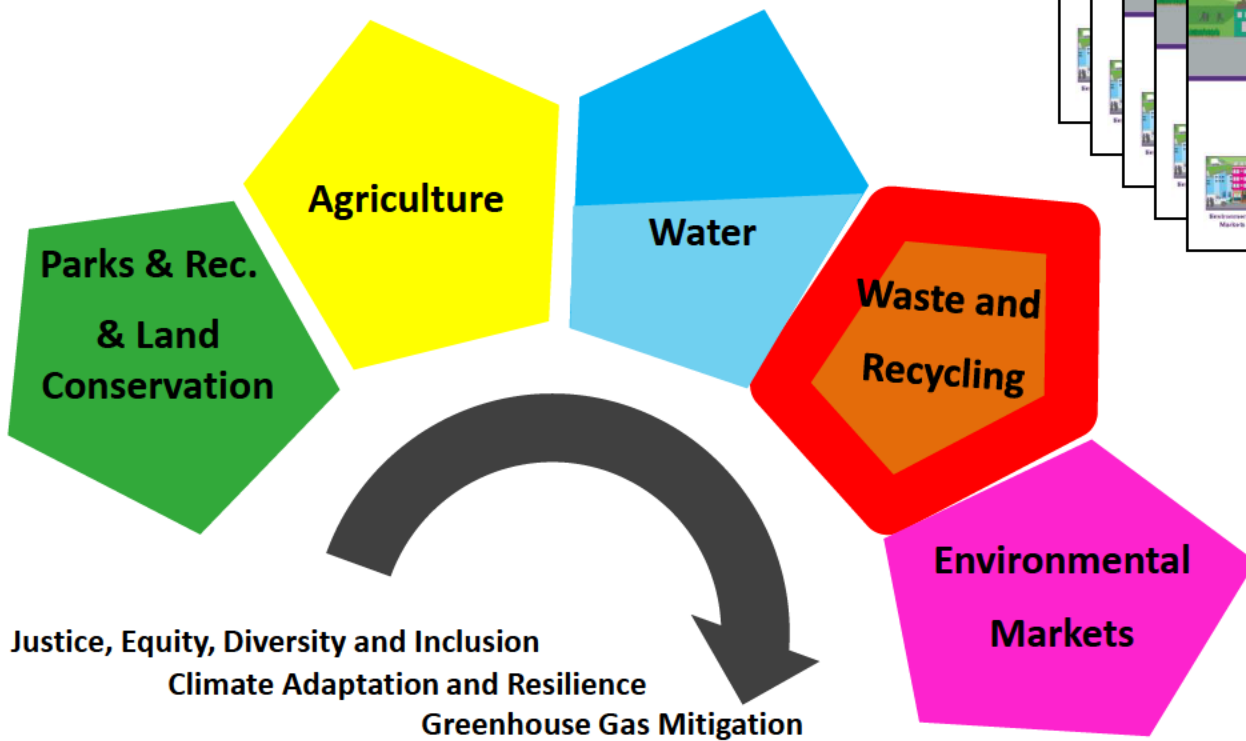 Parks & Rec.
& Land
Conservation
Agriculture
Water
Waste and
Recycling
Environmental
Markets
Justice, Equity, Diversity and Inclusion
Climate Adaptation and Resilience
Greenhouse Gas Mitigation
Markets